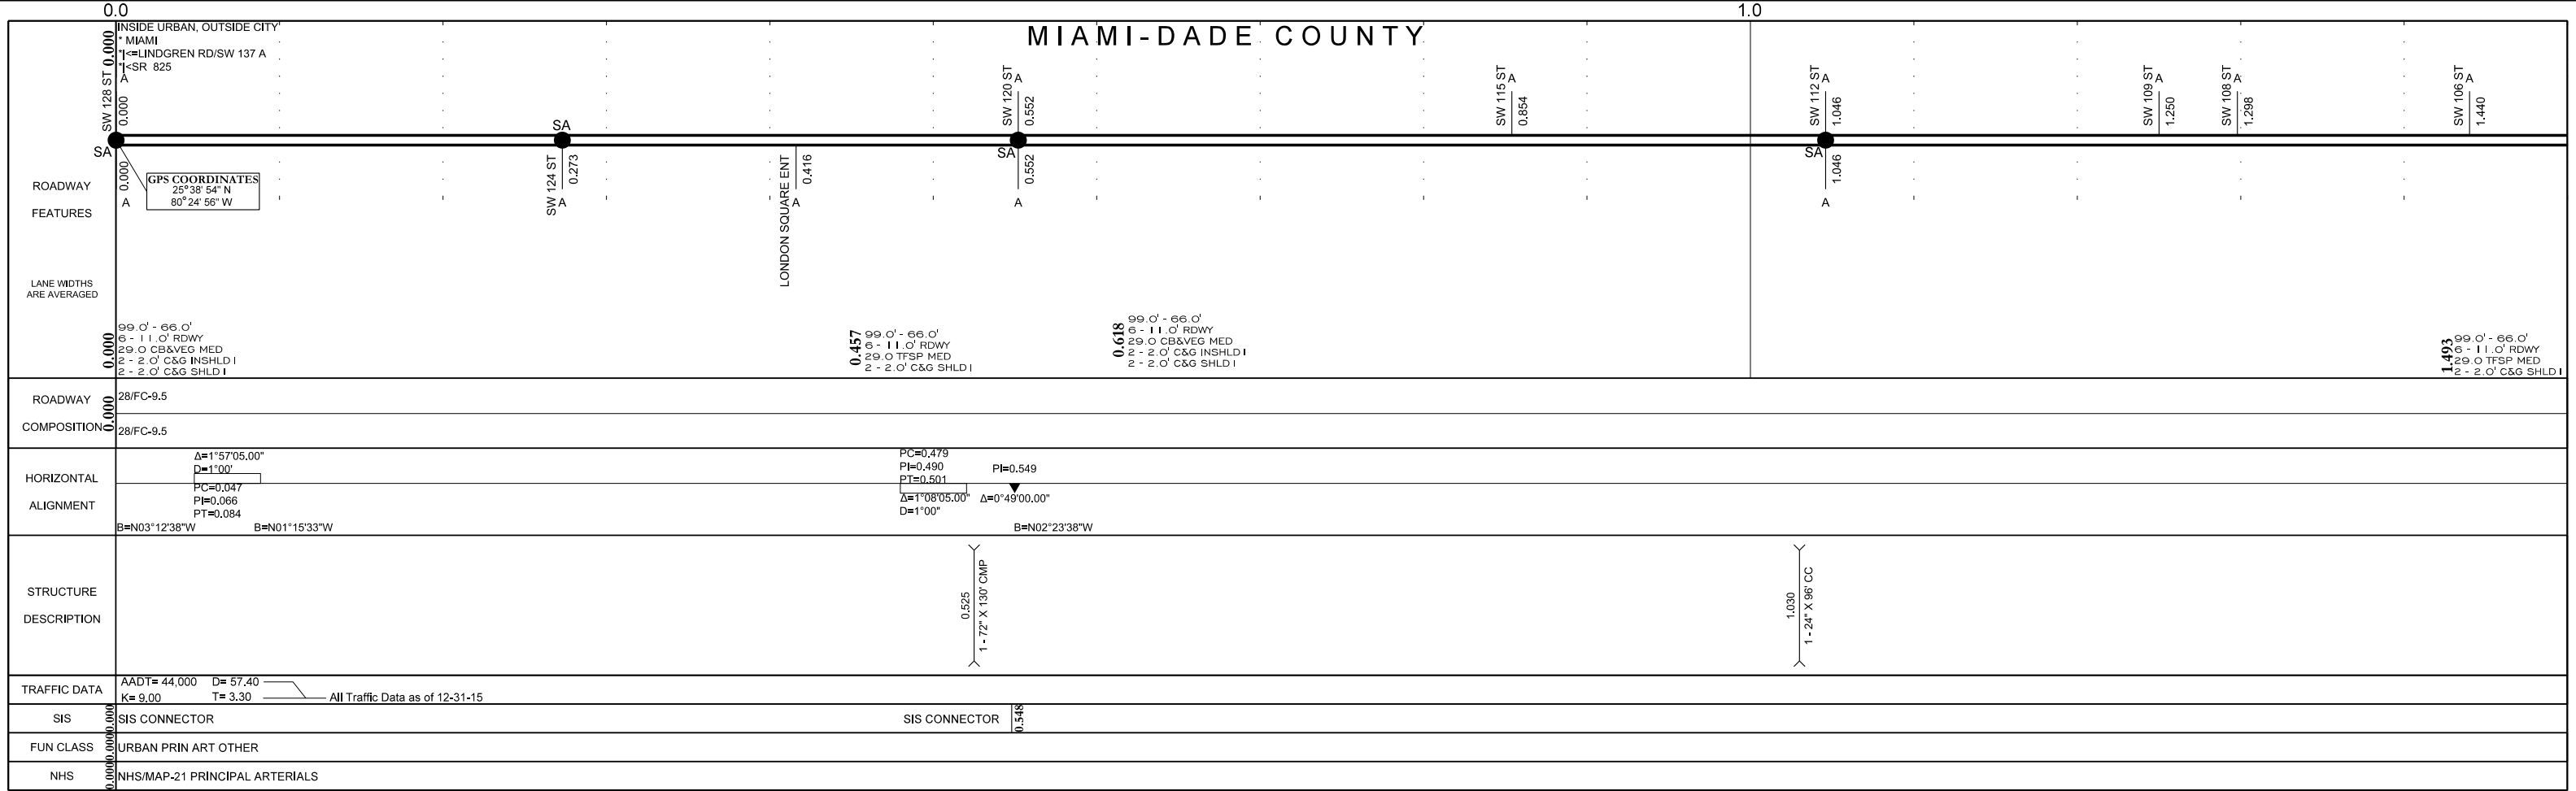 0.0
1.0
MIAMI-DADE COUNTY
INSIDE URBAN, OUTSIDE CITY
* MIAMI
*|<=LINDGREN RD/SW 137 A
*|<SR 825
SW 128 ST 0.000
A
0.000
SA
0.000
A
GPS COORDINATES
25°38' 54" N
80°24' 56" W
SA
SW 124 ST
0.273
A
LONDON SQUARE ENT
0.416
A
SW 120 ST
A
0.552
SA
0.552
A
SW 115 ST
A
0.854
SW 112 ST
A
1.046
SA
1.046
A
SW 109 ST
A
1.250
SW 108 ST
A
1.298
SW 106 ST
A
1.440
ROADWAY
FEATURES
LANE WIDTHS
ARE AVERAGED
0.000
99.0' - 66.0'
6 - 11.0' RDWY
29.0 CB&VEG MED
2 - 2.0' C&G INSHLD1
2 - 2.0' C&G SHLD1
0.457
99.0' - 66.0'
6 - 11.0' RDWY
29.0 TFSP MED
2 - 2.0' C&G SHLD1
0.618
99.0' - 66.0'
6 - 11.0' RDWY
29.0 CB&VEG MED
2 - 2.0' C&G INSHLD1
2 - 2.0' C&G SHLD1
1.493
99.0' - 66.0'
6 - 11.0' RDWY
29.0 TFSP MED
2 - 2.0' C&G SHLD1
ROADWAY
COMPOSITION
0.000
28/FC-9.5
28/FC-9.5
HORIZONTAL
ALIGNMENT
Δ=1°57'05.00"
D=1°00'
PC=0.047
PI=0.066
PT=0.084
B=N03°12'38"W
B=N01°15'33"W
PC=0.479
PI=0.490
PT=0.501
Δ=1°08'05.00"
D=1°00"
PI=0.549
Δ=0°49'00.00"
B=N02°23'38"W
STRUCTURE
DESCRIPTION
0.525
1 - 72" X 130' CMP
1.030
1 - 24" X 96' CC
TRAFFIC DATA
AADT= 44,000 D= 57.40
K= 9.00 T= 3.30
All Traffic Data as of 12-31-15
SIS
0.000
SIS CONNECTOR
SIS CONNECTOR
0.548
FUN CLASS
0.000
URBAN PRIN ART OTHER
NHS
0.000
NHS/MAP-21 PRINCIPAL ARTERIALS